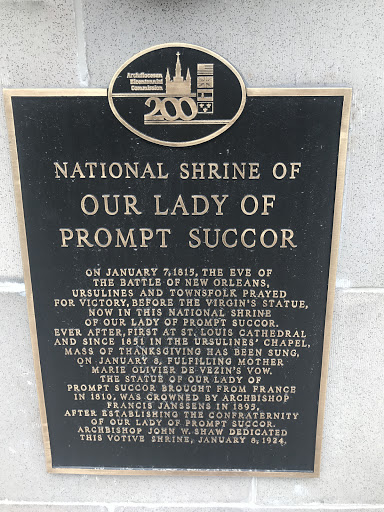 Archdiocesan
Bicentennial
Commission
200
NATIONAL SHRINE OF
OUR LADY OF
PROMPT SUCCOR
ON JANUARY 7,1815, THE EVE OF
THE BATTLE OF NEW ORLEANS,
URSULINES AND TOWNSFOLK PRAYED
FOR VICTORY, BEFORE THE VIRGIN'S STATUE,
NOW IN THIS NATIONAL SHRINE
OF OUR LADY OF PROMPT SUCCOR.
EVER AFTER, FIRST AT ST. LOUIS CATHEDRAL
AND SINCE 1851 IN THE URSULINES' CHAPEL,
MASS OF THANKSGIVING HAS BEEN SUNG,
ON JANUARY 8, FULFILLING MOTHER
MARIE OLIVIER DE VEZIN'S VOW.
THE STATUE OF OUR LADY OF
PROMPT SUCCOR BROUGHT FROM FRANCE
IN 1810, WAS CROWNED BY ARCHBISHOP
FRANCIS JANSSENS IN 1895,
AFTER ESTABLISHING THE CONFRATERNITY
OF OUR LADY OF PROMPT SUCCOR.
ARCHBISHOP JOHN W. SHAW DEDICATED
THIS VOTIVE SHRINE, JANUARY 8, 1924.